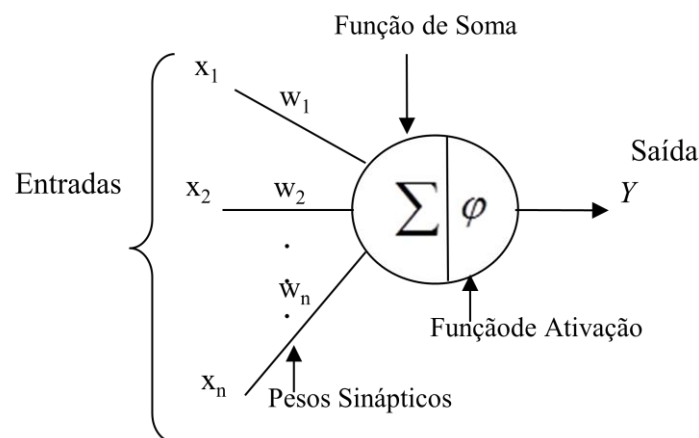 Função de Soma
x1
w1
Saída
Entradas
x2
w2
∑
φ
Y
wn
Funçãode Ativação
xn
Pesos Sinápticos